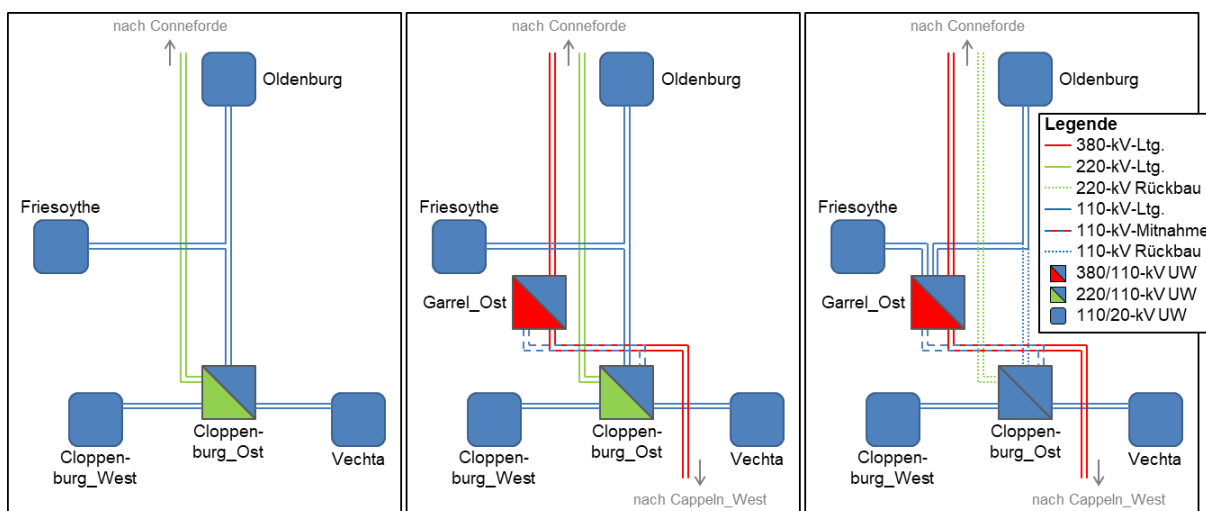 nach Conneforde
Oldenburg
Friesoythe
Cloppen-
burg_West
Cloppen-
burg_Ost
Vechta
nach Conneforde
Oldenburg
Friesoythe
Garrel_Ost
Cloppen-
burg_West
Cloppen-
burg_Ost
Vechta
nach Cappeln_West
nach Conneforde
Oldenburg
Legende
380-kV-Ltg.
220-kV-Ltg.
220-kV Rückbau
110-kV-Ltg.
110-kV-Mitnahme
110-kV Rückbau
380/110-kV UW
220/110-kV UW
110/20-kV UW
Friesoythe
Garrel_Ost
Cloppen-
burg_West
Cloppen-
burg_Ost
Vechta
nach Cappeln_West